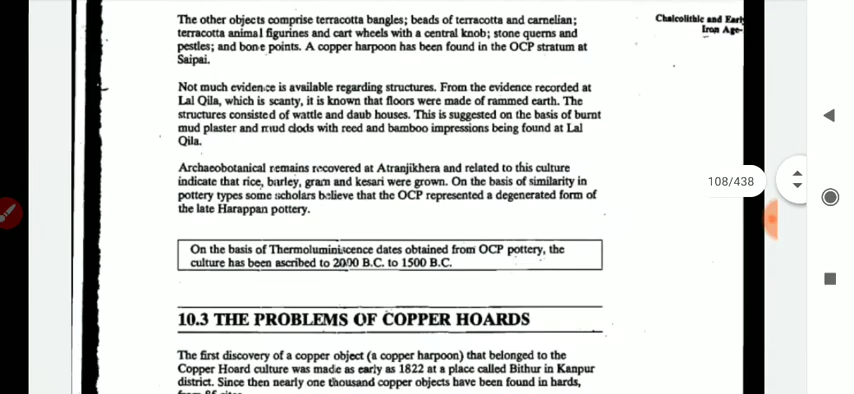 The other objects comprise terracotta bangles; beads of terracotta and carnelian;
terracotta animal figurines and cart wheels with a central knob; stone querns and
pestles; and bone points. A copper harpoon has been found in the OCP stratum at
Saipai.
Chalcolithic and Early
Iron Age-
Not much evidence is available regarding structures. From the evidence recorded at
Lal Qila, which is scanty, it is known that floors were made of rammed earth. The
structures consisted of wattle and daub houses. This is suggested on the basis of burnt
mud plaster and mud clods with reed and bamboo impressions being found at Lal
Qila.
Archaeobotanical remains recovered at Atranjikhera and related to this culture
indicate that rice, barley, gram and kesari were grown. On the basis of similarity in
pottery types some scholars believe that the OCP represented a degenerated form of
the late Harappan pottery.
108/438
On the basis of Thermoluminiscence dates obtained from OCP pottery, the
culture has been ascribed to 2000 B.C. to 1500 B.C.
10.3 THE PROBLEMS OF COPPER HOARDS
The first discovery of a copper object (a copper harpoon) that belonged to the
Copper Hoard culture was made as early as 1822 at a place called Bithur in Kanpur
district. Since then nearly one thousand copper objects have been found in hards,